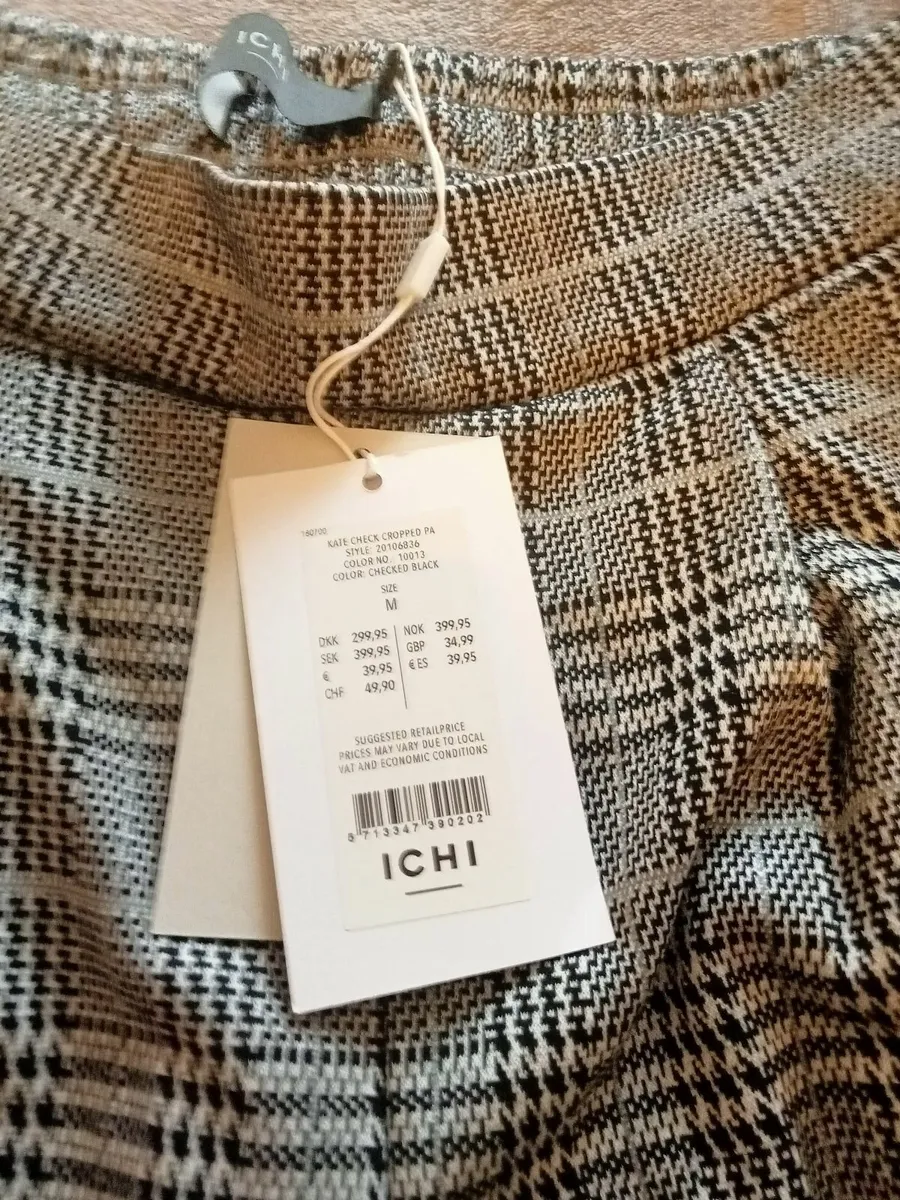 ICHI
160700
KATE CHECK CROPPED PA
STYLE: 20106836
COLOR NO.: 10013
COLOR: CHECKED BLACK
SIZE
M
DKK 299,95
SEK 399,95
€ 39,95
CHF 49,90
NOK 399,95
GBP 34,99
€ ES 39,95
SUGGESTED RETAILPRICE
PRICES MAY VARY DUE TO LOCAL
VAT AND ECONOMIC CONDITIONS
5713347390202
ICHI